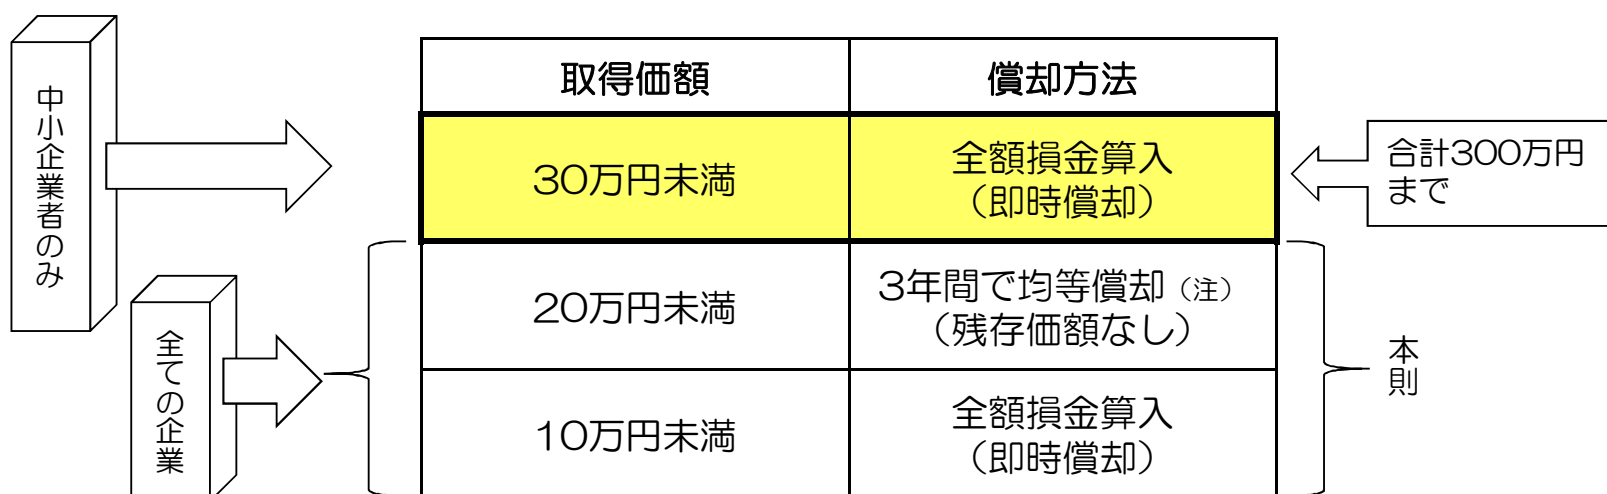 中小企業者のみ
取得価額
償却方法
30万円未満
全額損金算入
（即時償却）
合計300万円
まで
全ての企業
20万円未満
3年間で均等償却（注）
（残存価額なし）
10万円未満
全額損金算入
（即時償却）
本則